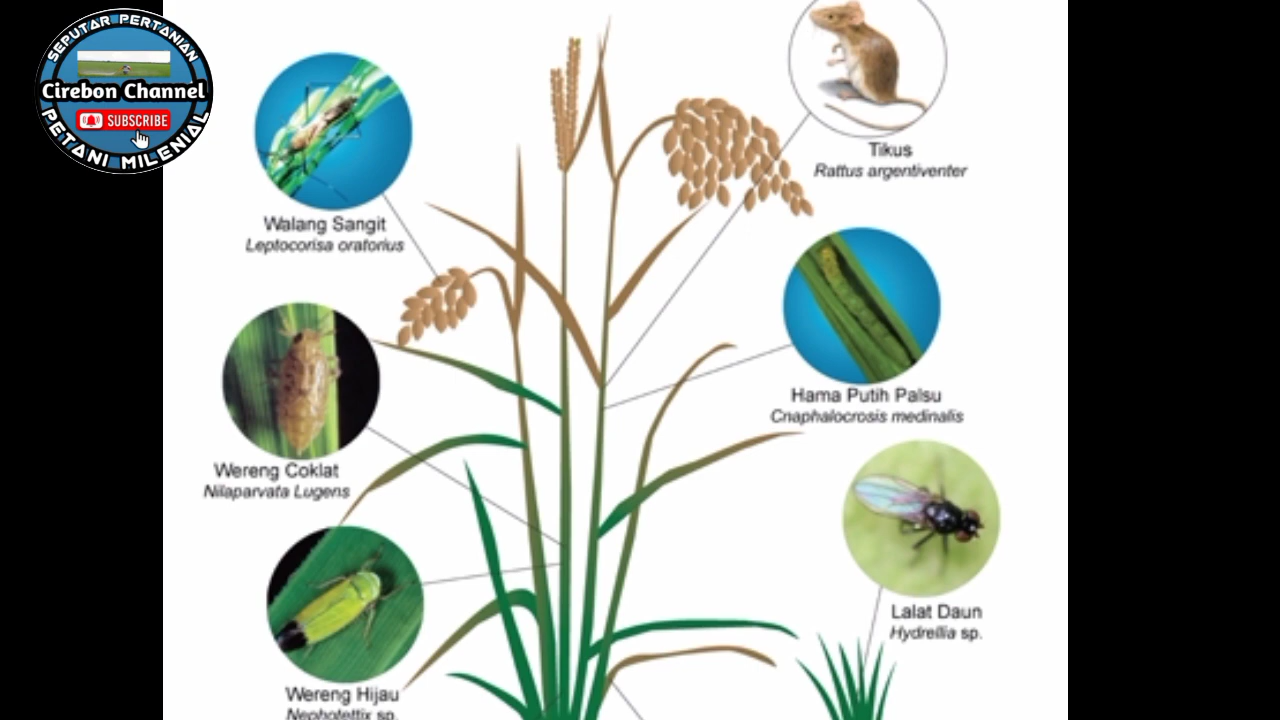 SEPUTAR PERTANIAN
Cirebon Channel
SUBSCRIBE
PETANI MILENIAL
Walang Sangit
Leptocorisa oratorius
Tikus
Rattus argentiventer
Hama Putih Palsu
Cnaphalocrosis medinalis
Wereng Coklat
Nilaparvata Lugens
Lalat Daun
Hydrellia sp.
Wereng Hijau
Nephotettix sp.